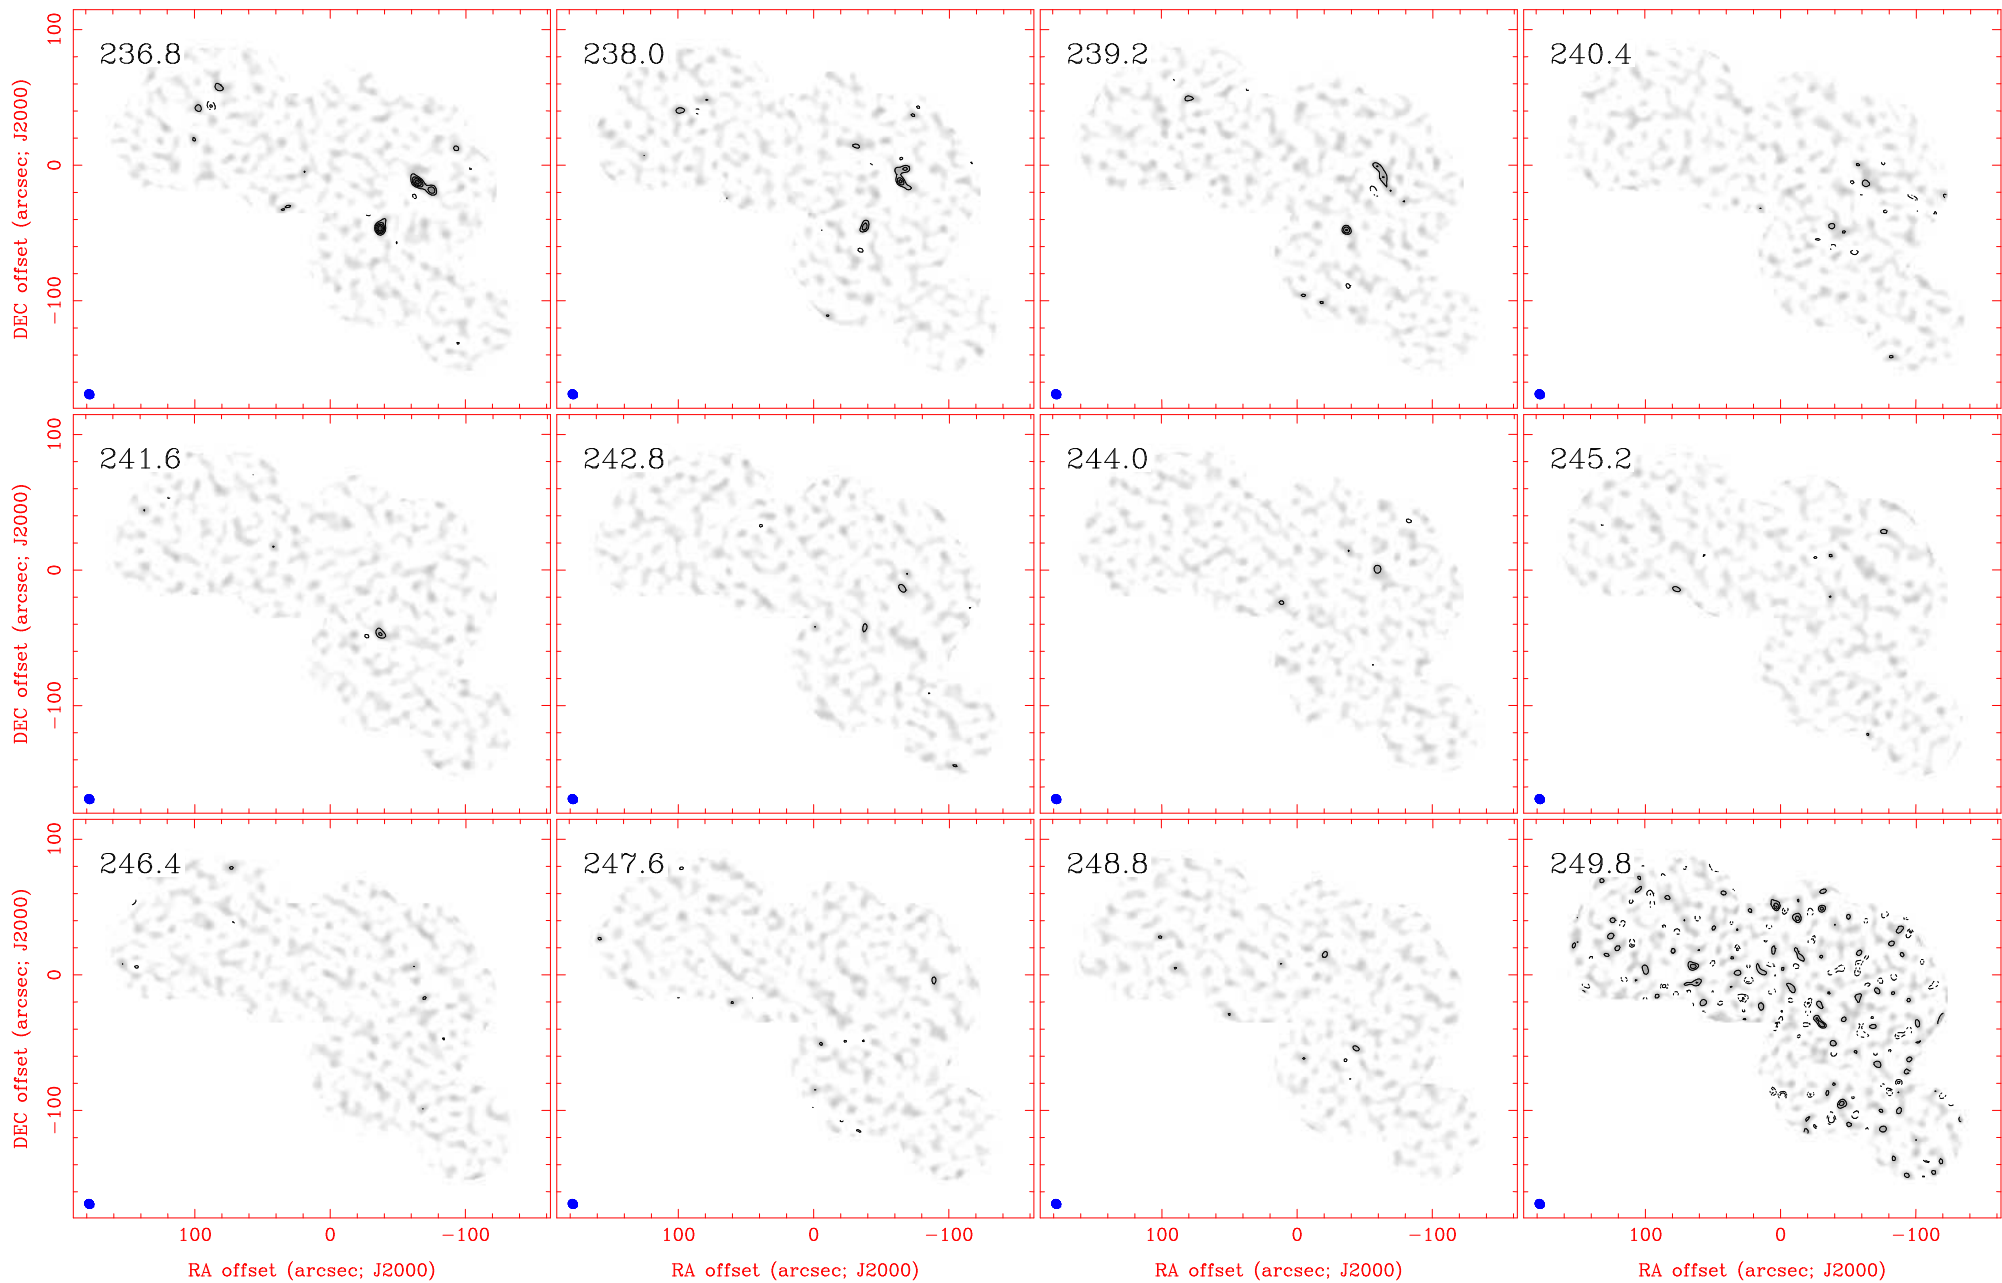 236.8 238.0 239.2 240.4
100
0
-100
DEC offset (arcsec; J2000)
241.6 242.8 244.0 245.2
100
0
-100
DEC offset (arcsec; J2000)
246.4 247.6 248.8 249.8
100
0
-100
DEC offset (arcsec; J2000)
100 0 -100 100 0 -100 100 0 -100 100 0 -100
RA offset (arcsec; J2000) RA offset (arcsec; J2000) RA offset (arcsec; J2000) RA offset (arcsec; J2000)